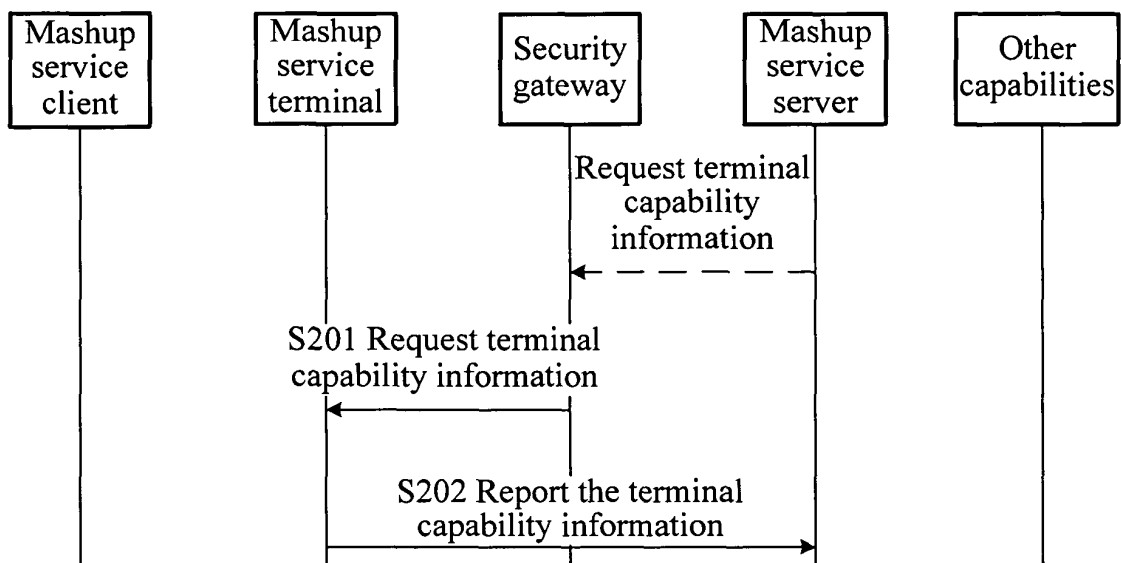 Mashup
service
client
Mashup
service
terminal
Security
gateway
Mashup
service
server
Other
capabilities
Request terminal
capability
information
S201 Request terminal
capability information
S202 Report the terminal
capability information